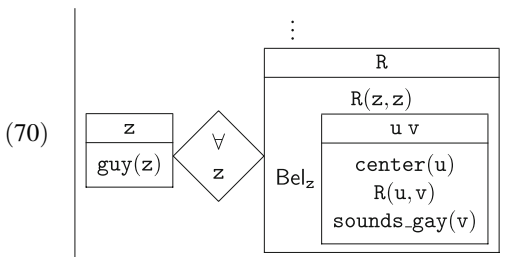 ⋮
R
R(z,z)
z
u v
(70)
∀
guy(z)
center(u)
z
Bel_z
R(u,v)
sounds_gay(v)